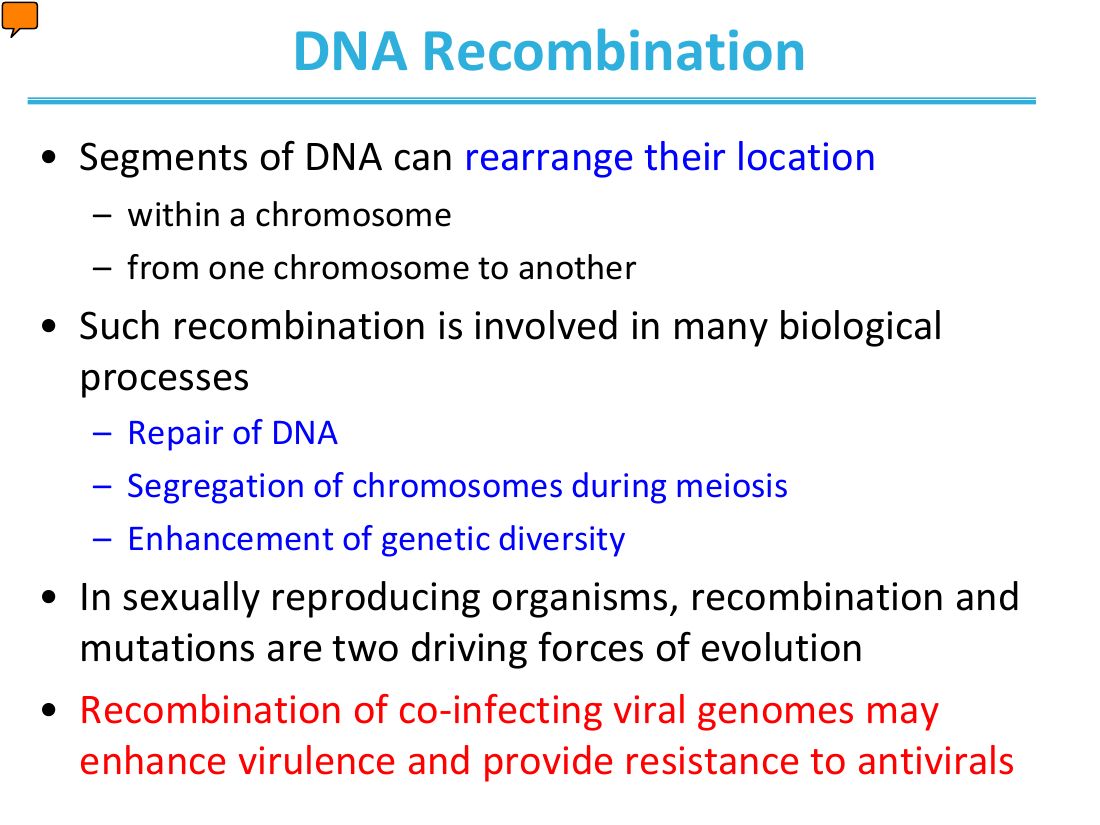 DNA Recombination
• Segments of DNA can rearrange their location
– within a chromosome
– from one chromosome to another
• Such recombination is involved in many biological
processes
– Repair of DNA
– Segregation of chromosomes during meiosis
– Enhancement of genetic diversity
• In sexually reproducing organisms, recombination and
mutations are two driving forces of evolution
• Recombination of co-infecting viral genomes may
enhance virulence and provide resistance to antivirals